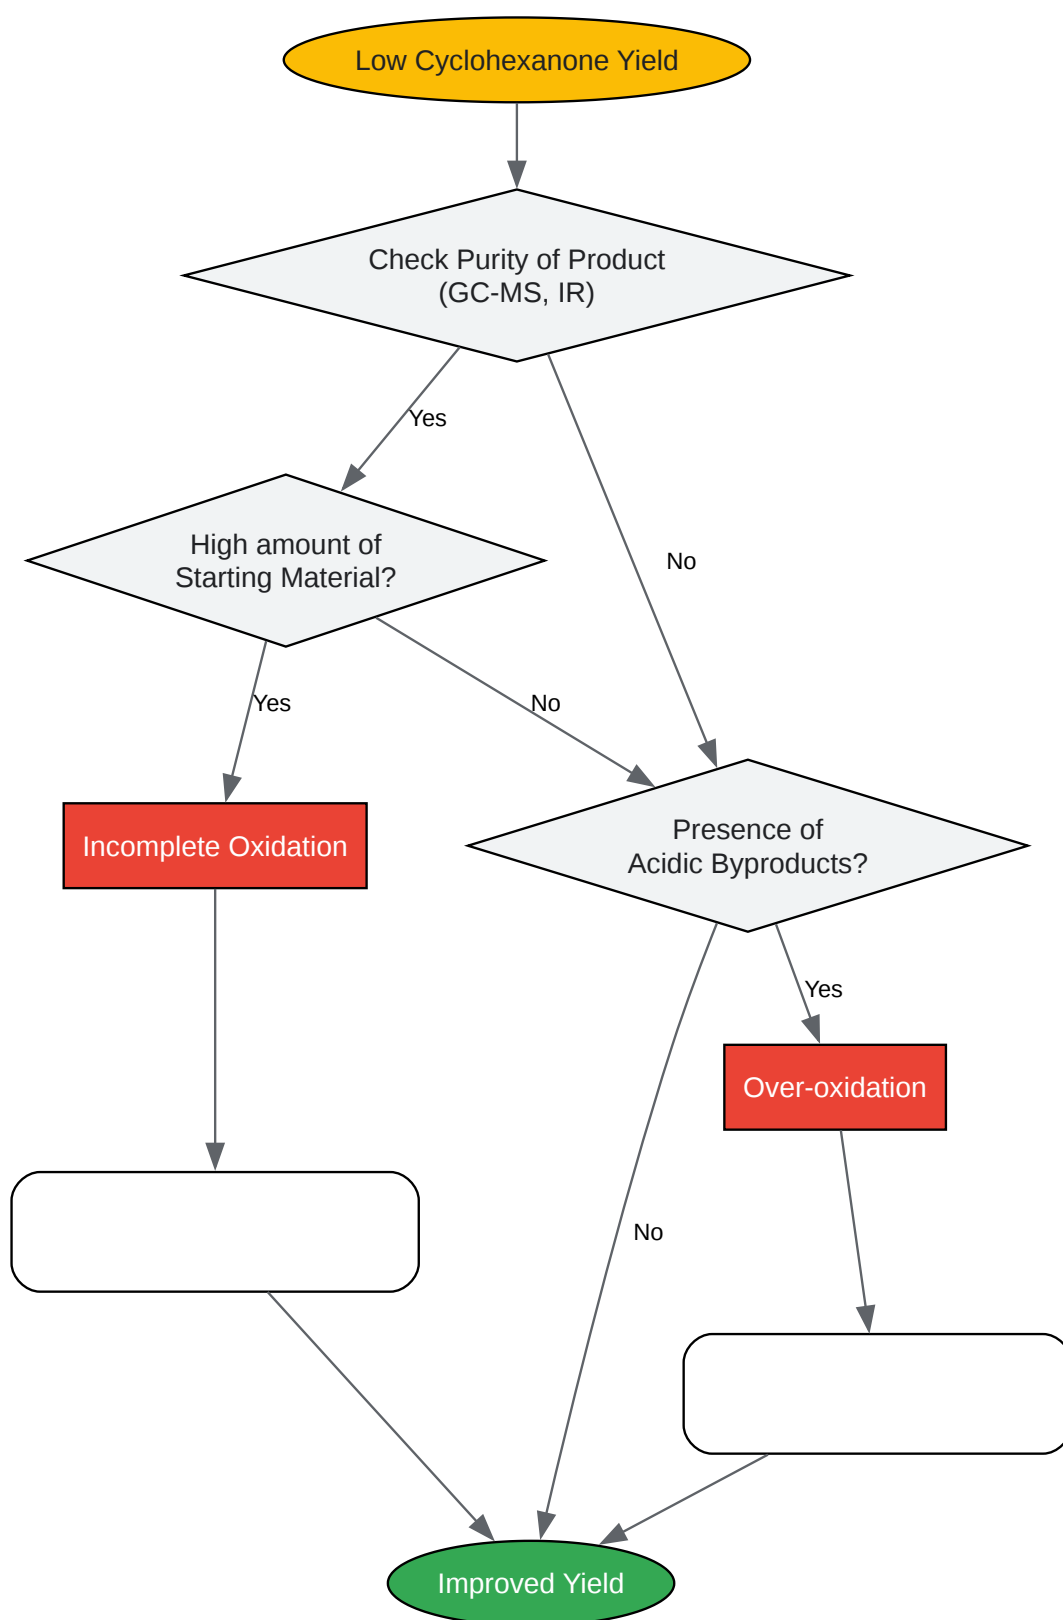 Low Cyclohexanone Yield
Check Purity of Product
(GC-MS, IR)
Yes
High amount of
Starting Material?
No
Yes
No
Incomplete Oxidation
Presence of
Acidic Byproducts?
Yes
Over-oxidation
No
Improved Yield